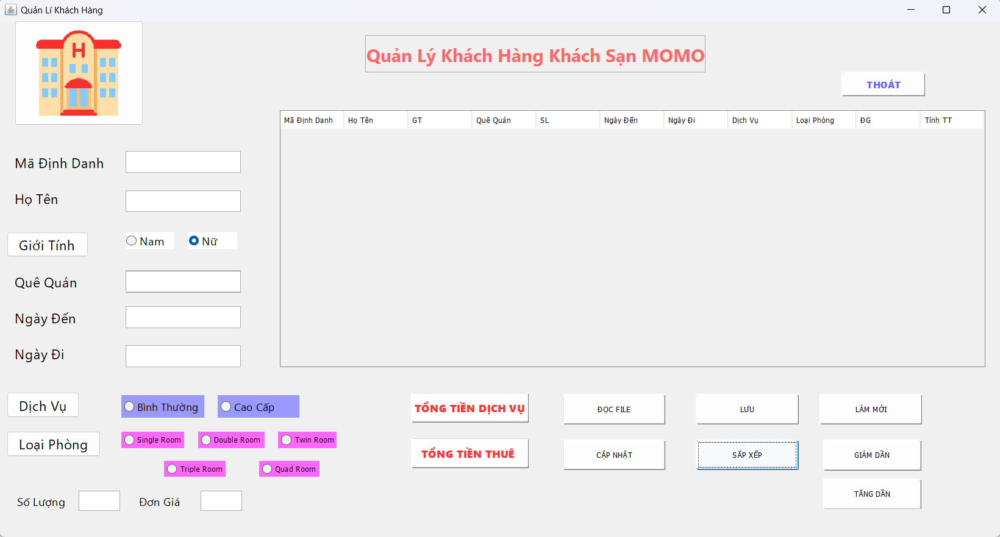 Quản Lí Khách Hàng
H
Quản Lý Khách Hàng Khách Sạn MOMO
THOÁT
Mã Định Danh Họ Tên GT Quê Quán SL Ngày Đến Ngày Đi Dịch Vụ Loại Phòng ĐG Tính TT
Mã Định Danh
Họ Tên
Giới Tính Nam Nữ
Quê Quán
Ngày Đến
Ngày Đi
Dịch Vụ Bình Thường Cao Cấp
Loại Phòng Single Room Double Room Twin Room
Triple Room Quad Room
Số Lượng Đơn Giá
TỔNG TIỀN DỊCH VỤ ĐỌC FILE LƯU LÀM MỚI
TỔNG TIỀN THUÊ CẬP NHẬT SẮP XẾP GIẢM DẦN
TĂNG DẦN